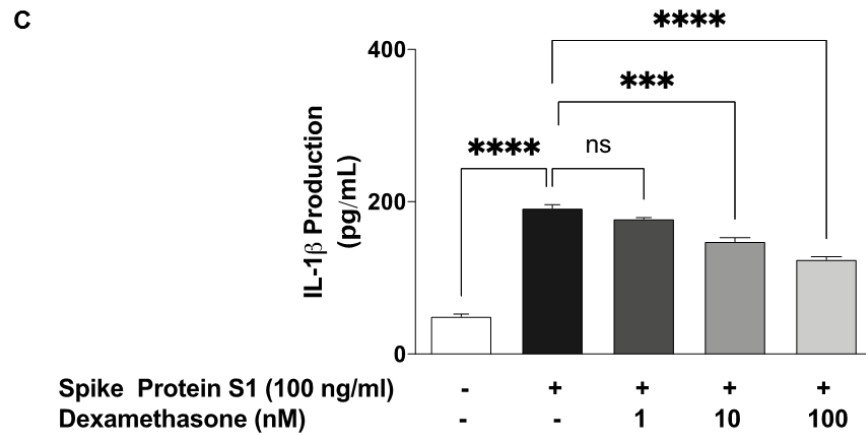 C
400
200
0
IL-1β Production
(pg/mL)
****
***
****
ns
Spike Protein S1 (100 ng/ml) - + + + +
Dexamethasone (nM) - - 1 10 100